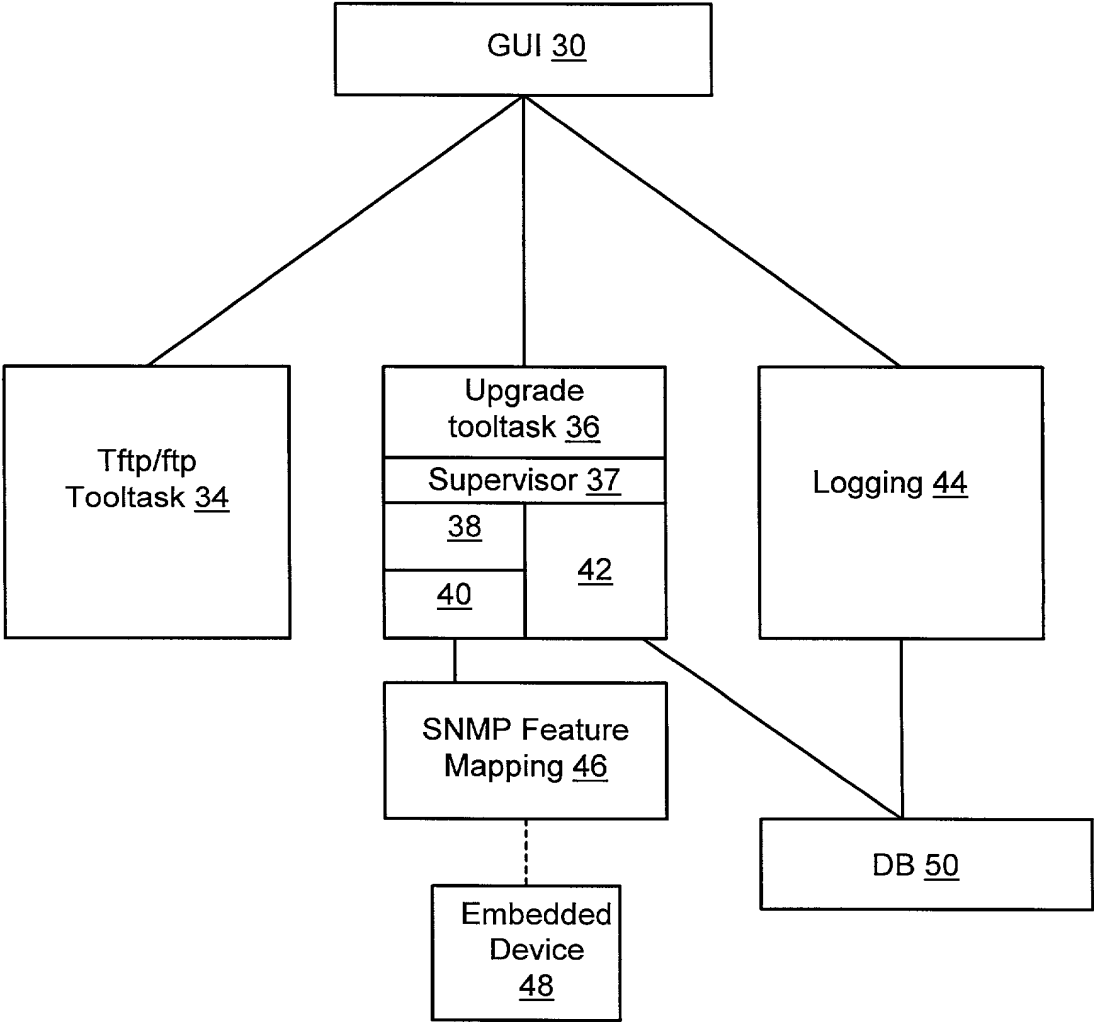 GUI 30
Tftp/ftp
Tooltask 34
Upgrade
tooltask 36
Supervisor 37
38
40
42
Logging 44
SNMP Feature
Mapping 46
Embedded
Device
48
DB 50